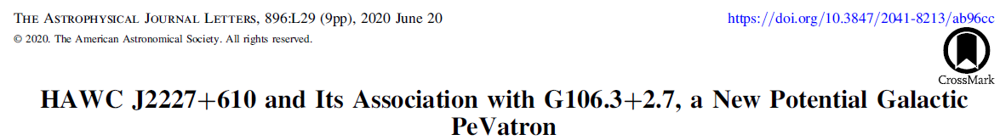 THE ASTROPHYSICAL JOURNAL LETTERS, 896:L29 (9pp), 2020 June 20
https://doi.org/10.3847/2041-8213/ab96cc
© 2020. The American Astronomical Society. All rights reserved.
CrossMark
HAWC J2227+610 and Its Association with G106.3+2.7, a New Potential Galactic
PeVatron